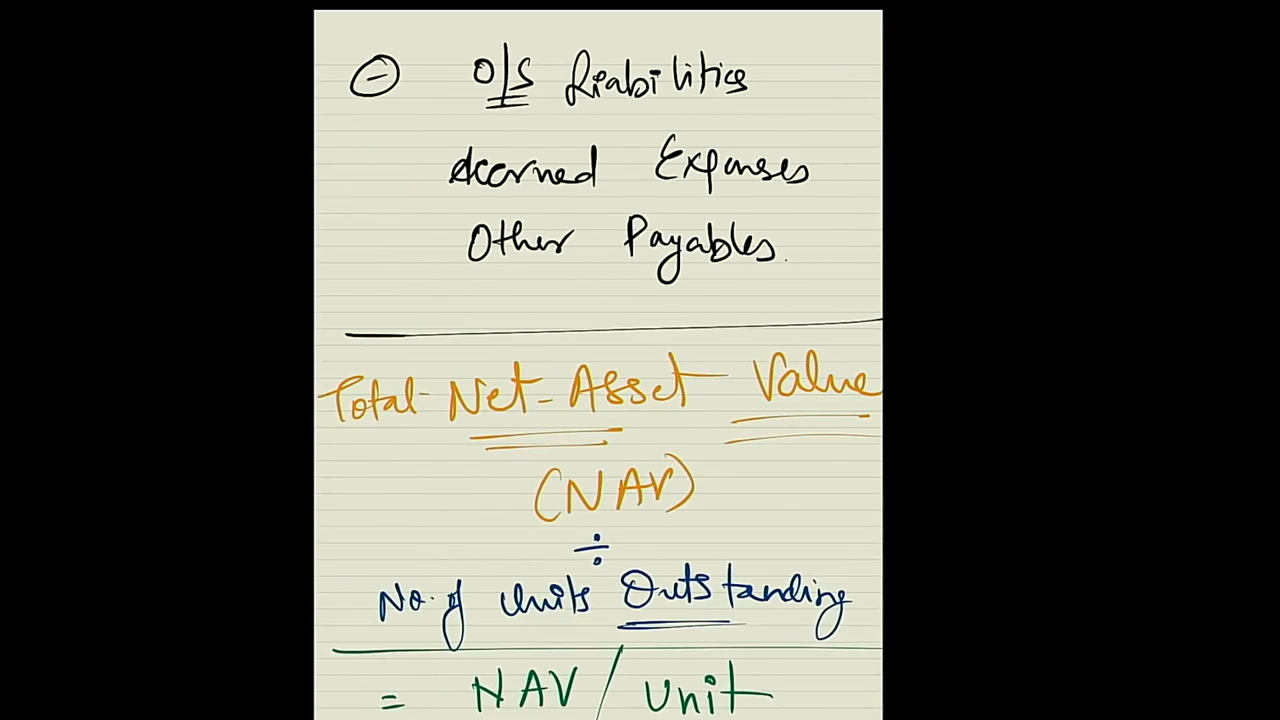 ⊖ O/S Liabilities
Accrued Expenses
Other Payables.
Total Net-Asset Value
(NAV)
÷
No. of Units Outstanding
= NAV / Unit